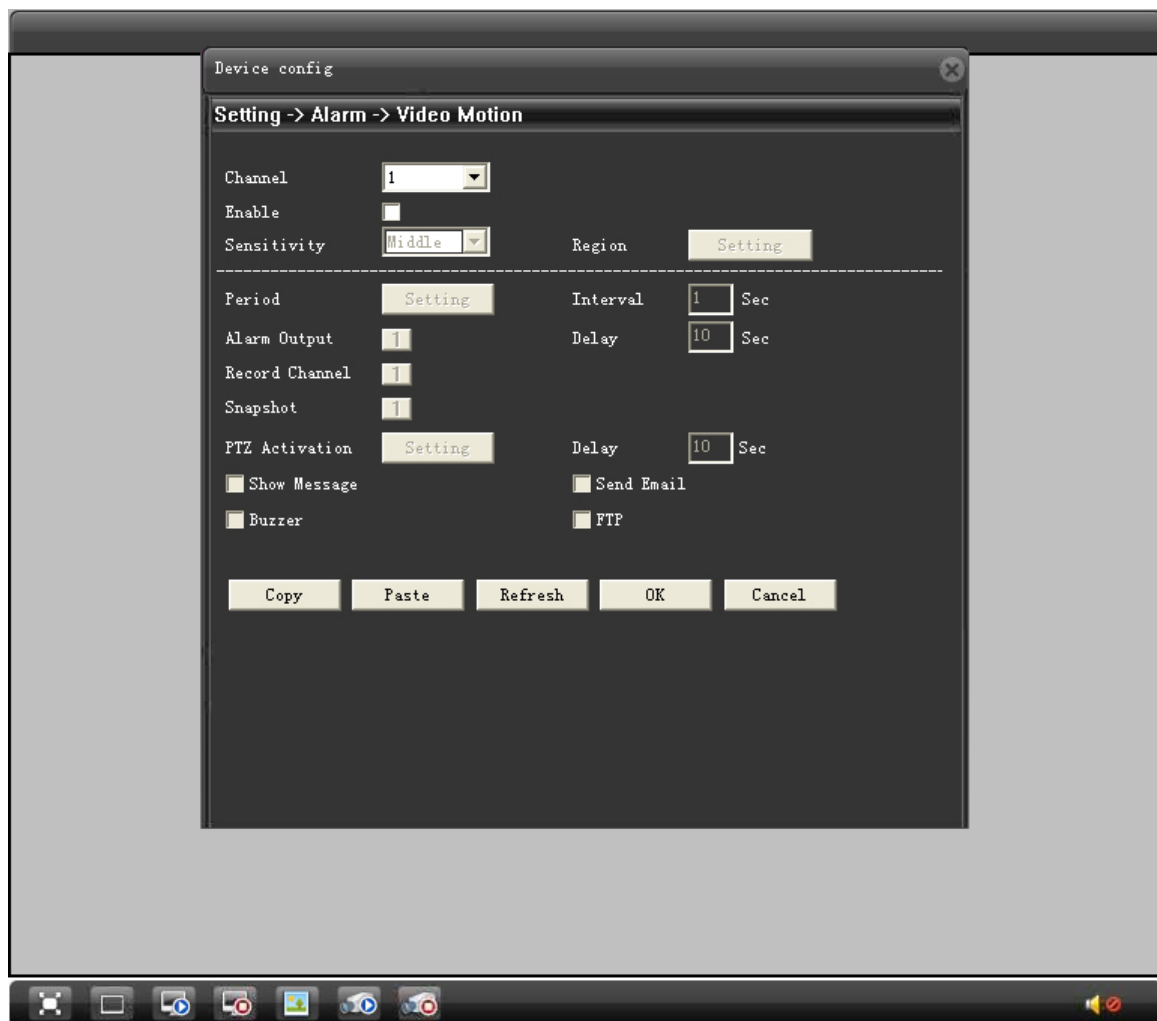 Device config
Setting -> Alarm -> Video Motion
Channel 1
Enable
Sensitivity Middle Region Setting
Period Setting Interval 1 Sec
Alarm Output 1 Delay 10 Sec
Record Channel 1
Snapshot 1
PTZ Activation Setting Delay 10 Sec
Show Message Send Email
Buzzer FTP
Copy Paste Refresh OK Cancel